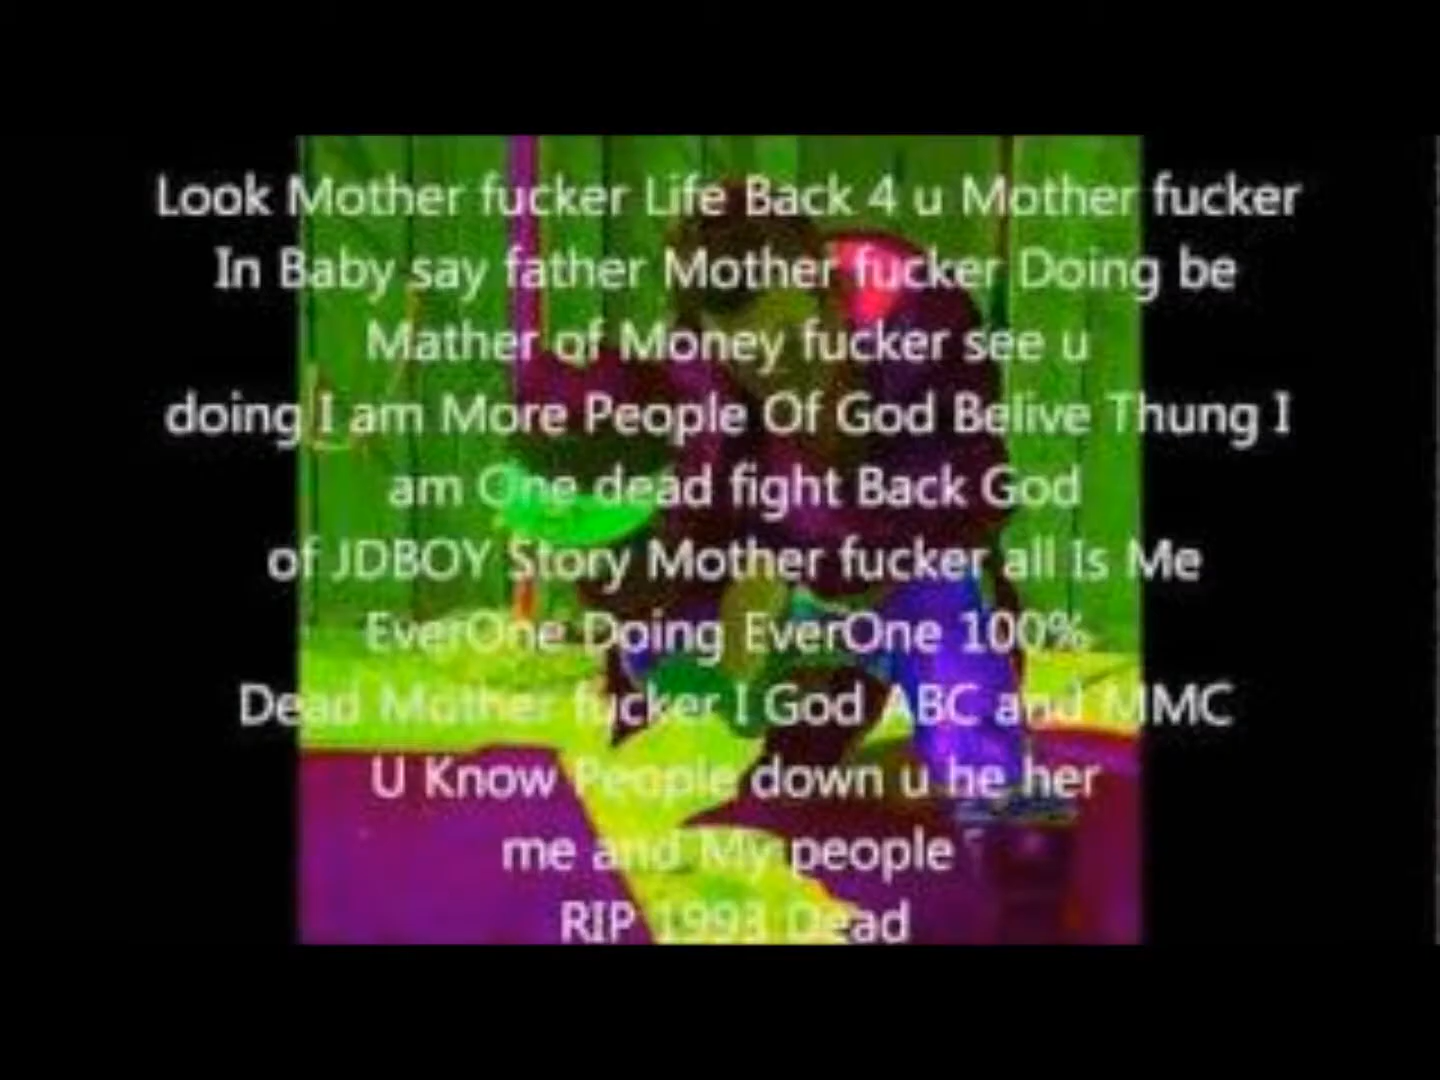 Look Mother fucker Life Back 4 u Mother fucker
In Baby say father Mother fucker Doing be
Mather of Money fucker see u
doing I am More People Of God Belive Thung I
am One dead fight Back God
of JDBOY Story Mother fucker all Is Me
EverOne Doing EverOne 100%
Dead Mother fucker I God ABC and MMC
U Know People down u he her
me and My people
RIP 1993 Dead